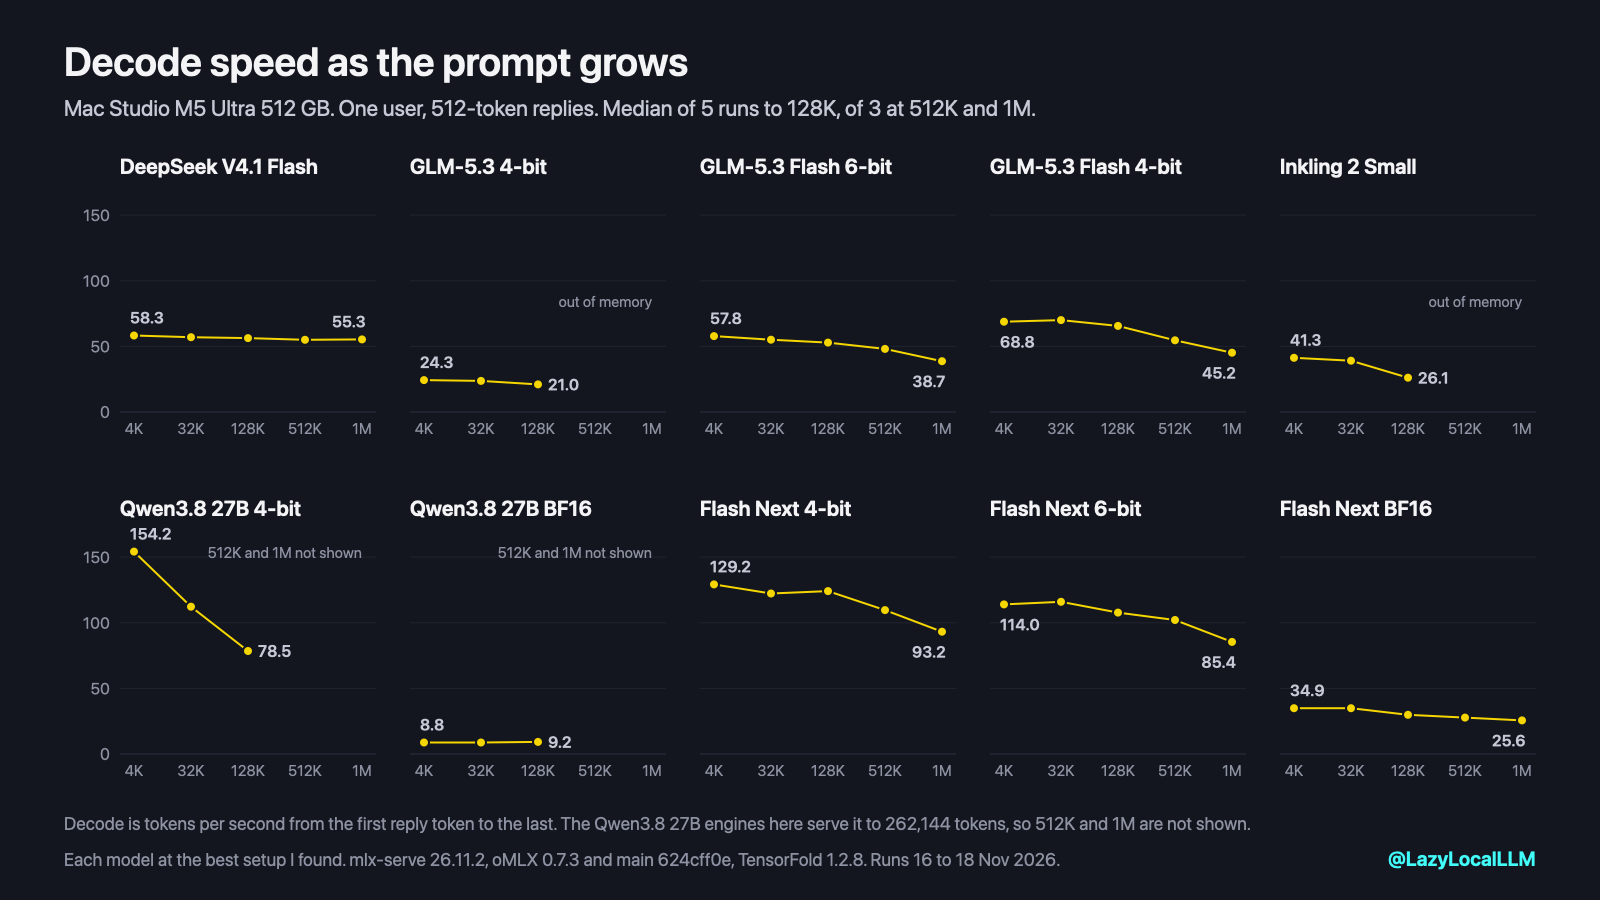 Decode speed as the prompt grows
Mac Studio M5 Ultra 512 GB. One user, 512-token replies. Median of 5 runs to 128K, of 3 at 512K and 1M.
DeepSeek V4.1 Flash
150
100
50
0
58.3
55.3
4K 32K 128K 512K 1M
GLM-5.3 4-bit
out of memory
24.3
21.0
4K 32K 128K 512K 1M
GLM-5.3 Flash 6-bit
57.8
38.7
4K 32K 128K 512K 1M
GLM-5.3 Flash 4-bit
68.8
45.2
4K 32K 128K 512K 1M
Inkling 2 Small
out of memory
41.3
26.1
4K 32K 128K 512K 1M
Qwen3.8 27B 4-bit
154.2
512K and 1M not shown
150
100
50
0
78.5
4K 32K 128K 512K 1M
Qwen3.8 27B BF16
512K and 1M not shown
8.8
9.2
4K 32K 128K 512K 1M
Flash Next 4-bit
129.2
93.2
4K 32K 128K 512K 1M
Flash Next 6-bit
114.0
85.4
4K 32K 128K 512K 1M
Flash Next BF16
34.9
25.6
4K 32K 128K 512K 1M
Decode is tokens per second from the first reply token to the last. The Qwen3.8 27B engines here serve it to 262,144 tokens, so 512K and 1M are not shown.
Each model at the best setup I found. mlx-serve 26.11.2, oMLX 0.7.3 and main 624cff0e, TensorFold 1.2.8. Runs 16 to 18 Nov 2026.
@LazyLocalLLM